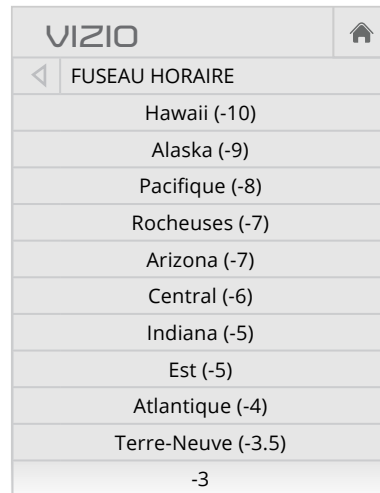 VIZIO
FUSEAU HORAIRE
Hawaii (-10)
Alaska (-9)
Pacifique (-8)
Rocheuses (-7)
Arizona (-7)
Central (-6)
Indiana (-5)
Est (-5)
Atlantique (-4)
Terre-Neuve (-3.5)
-3